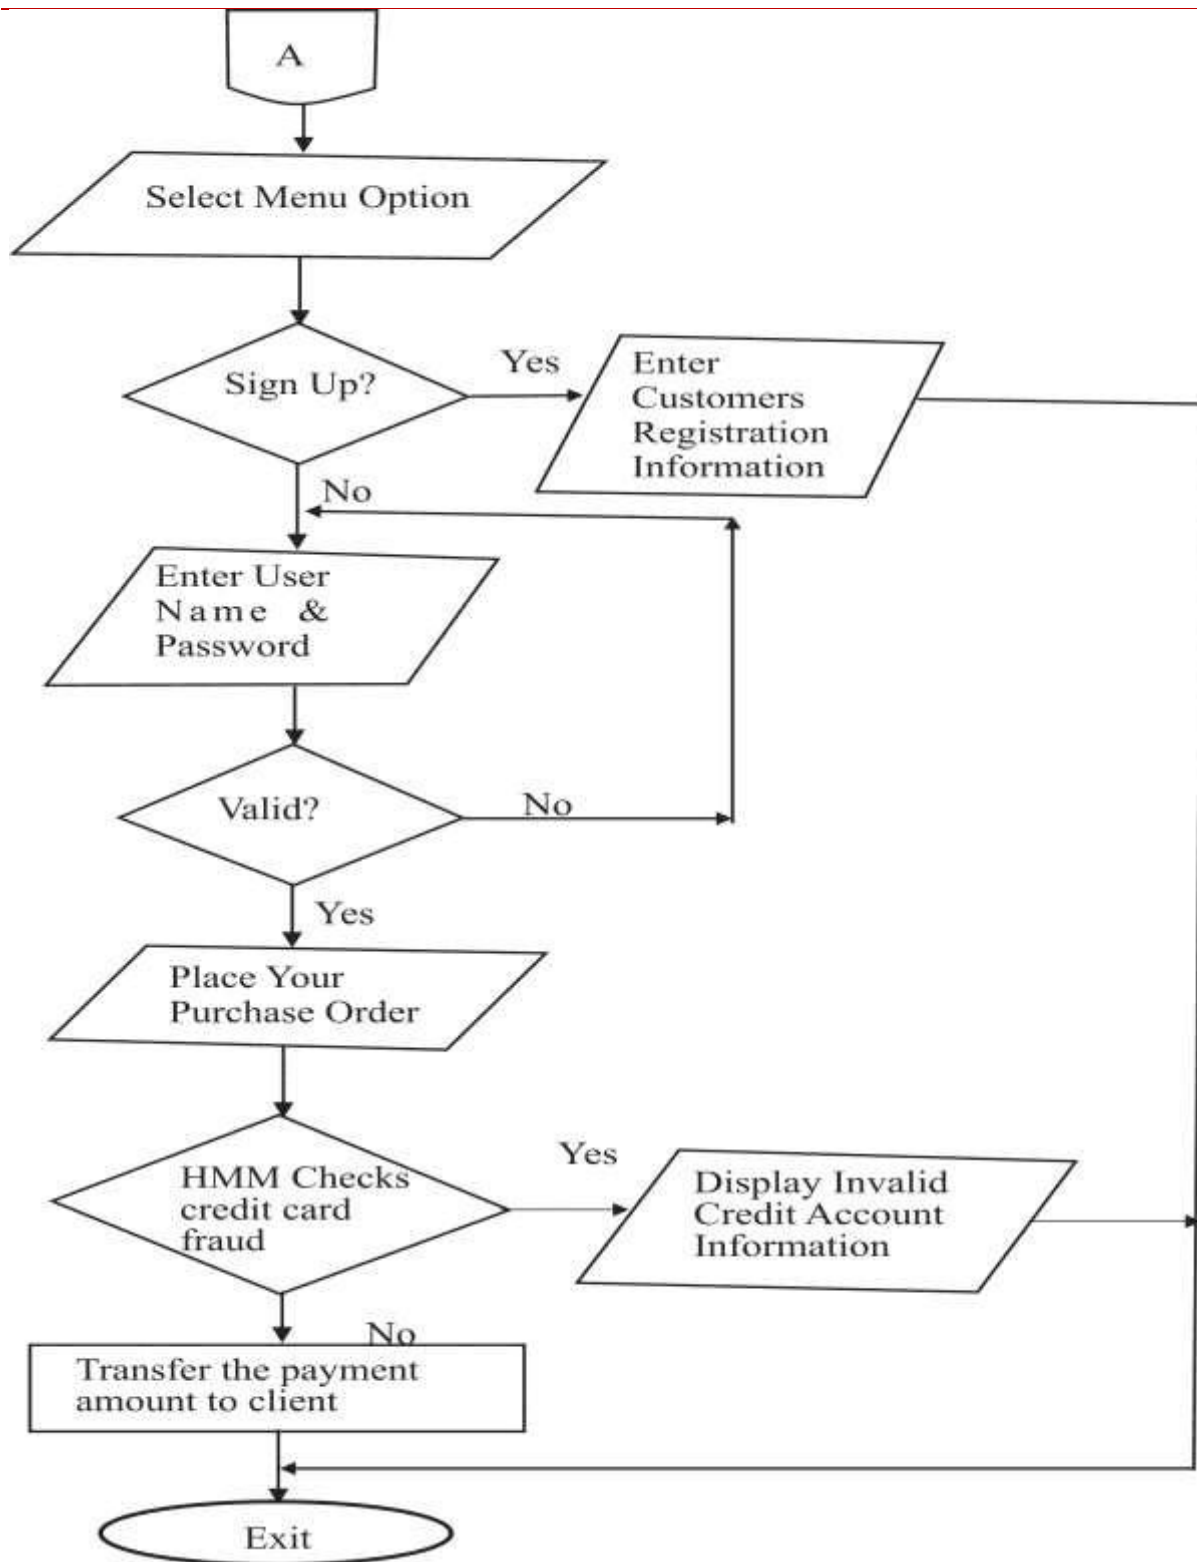 A
Select Menu Option
Sign Up?
Yes
Enter
Customers
Registration
Information
No
Enter User
Name &
Password
Valid?
No
Yes
Place Your
Purchase Order
HMM Checks
credit card
fraud
Yes
Display Invalid
Credit Account
Information
No
Transfer the payment
amount to client
Exit